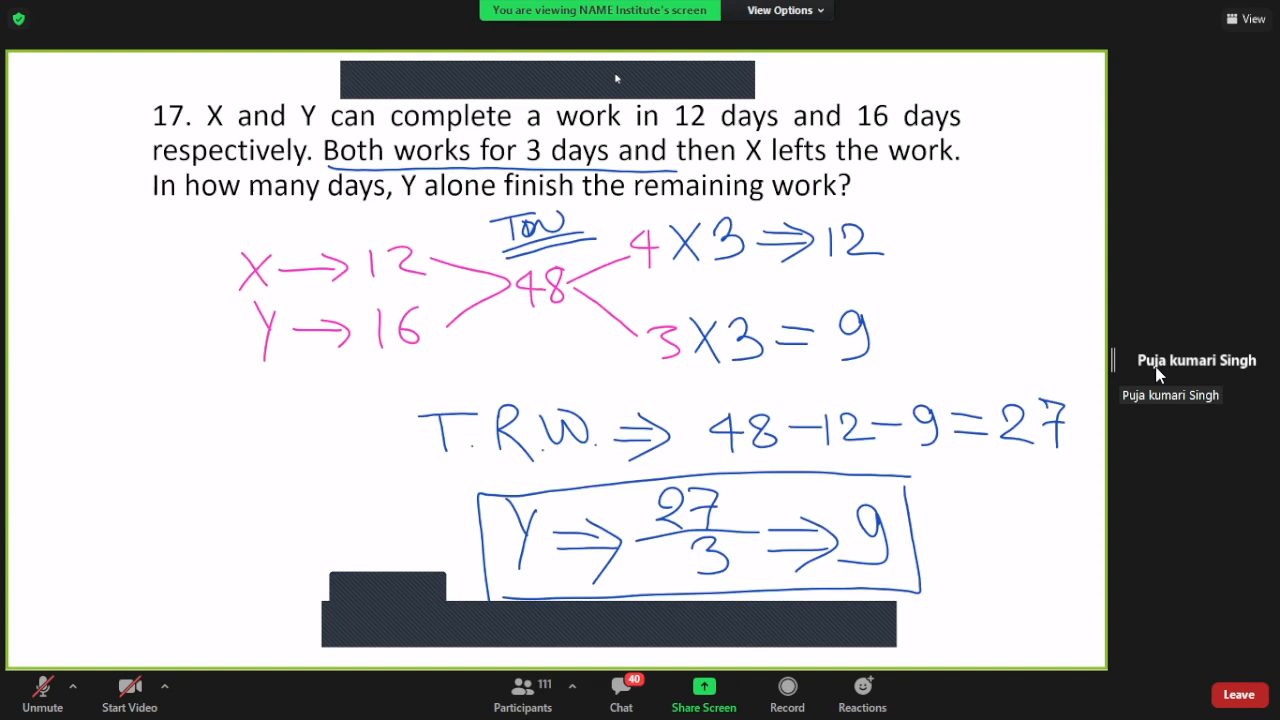 You are viewing NAME Institute's screen
View Options
View
17. X and Y can complete a work in 12 days and 16 days
respectively. Both works for 3 days and then X lefts the work.
In how many days, Y alone finish the remaining work?
TOW
X → 12
Y → 16
48
4 X 3 ⇒ 12
3 X 3 = 9
T.R.W. ⇒ 48 - 12 - 9 = 27
Y ⇒ 27/3 ⇒ 9
Puja kumari Singh
Puja kumari Singh
Unmute
Start Video
Participants 111
Chat 40
Share Screen
Record
Reactions
Leave